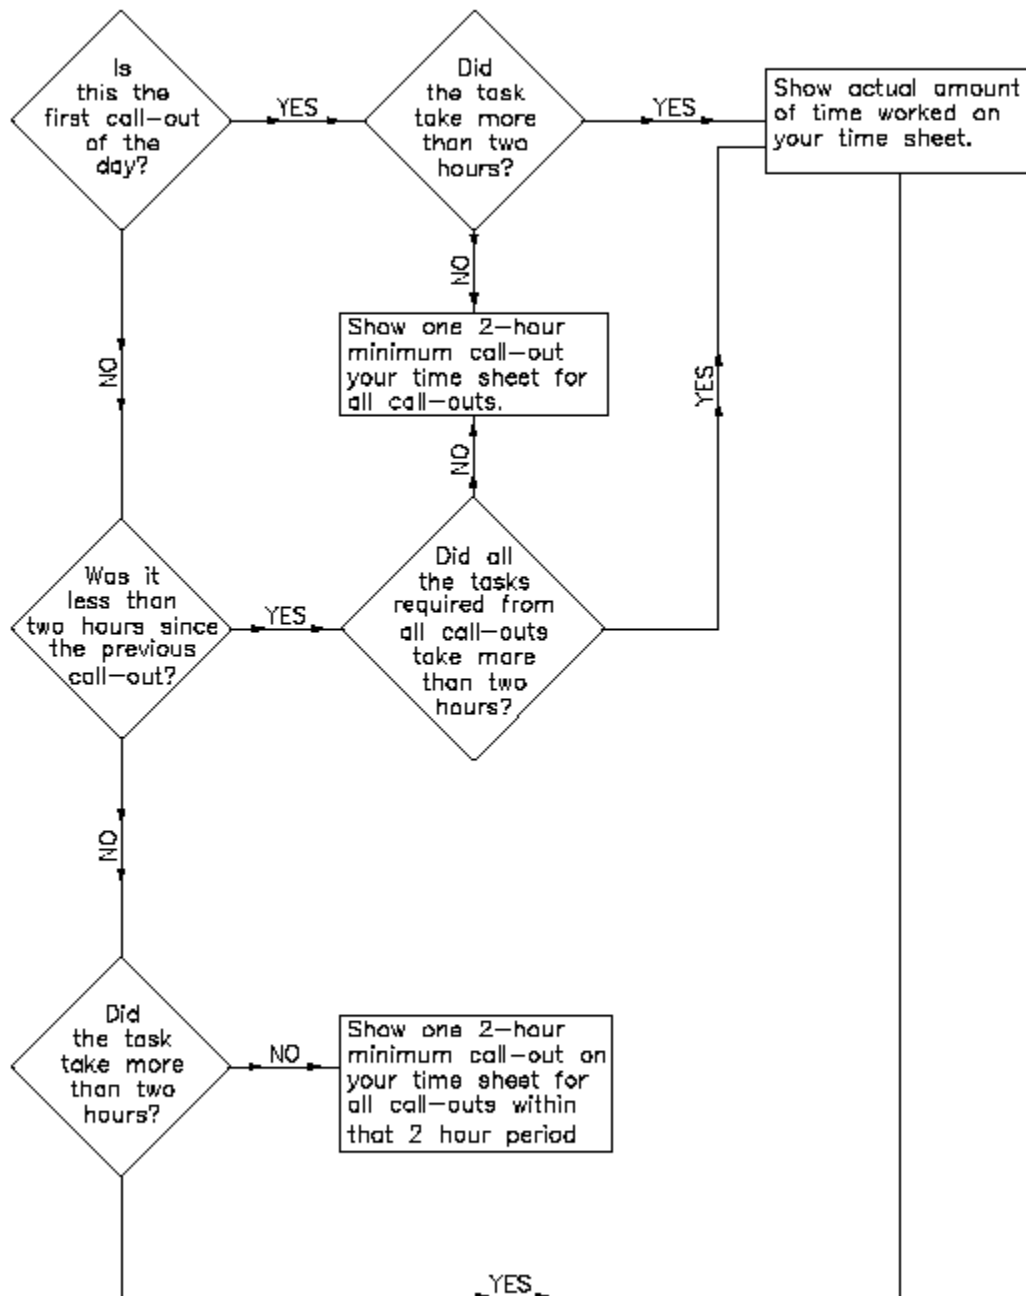 Is
this the
first call-out
of the
day?
YES
Did
the task
take more
than two
hours?
YES
Show actual amount
of time worked on
your time sheet.
NO
NO
Show one 2-hour
minimum call-out
your time sheet for
all call-outs.
YES
NO
Was it
less than
two hours since
the previous
call-out?
YES
Did all
the tasks
required from
all call-outs
take more
than two
hours?
NO
Did
the task
take more
than two
hours?
NO
Show one 2-hour
minimum call-out on
your time sheet for
all call-outs within
that 2 hour period
YES